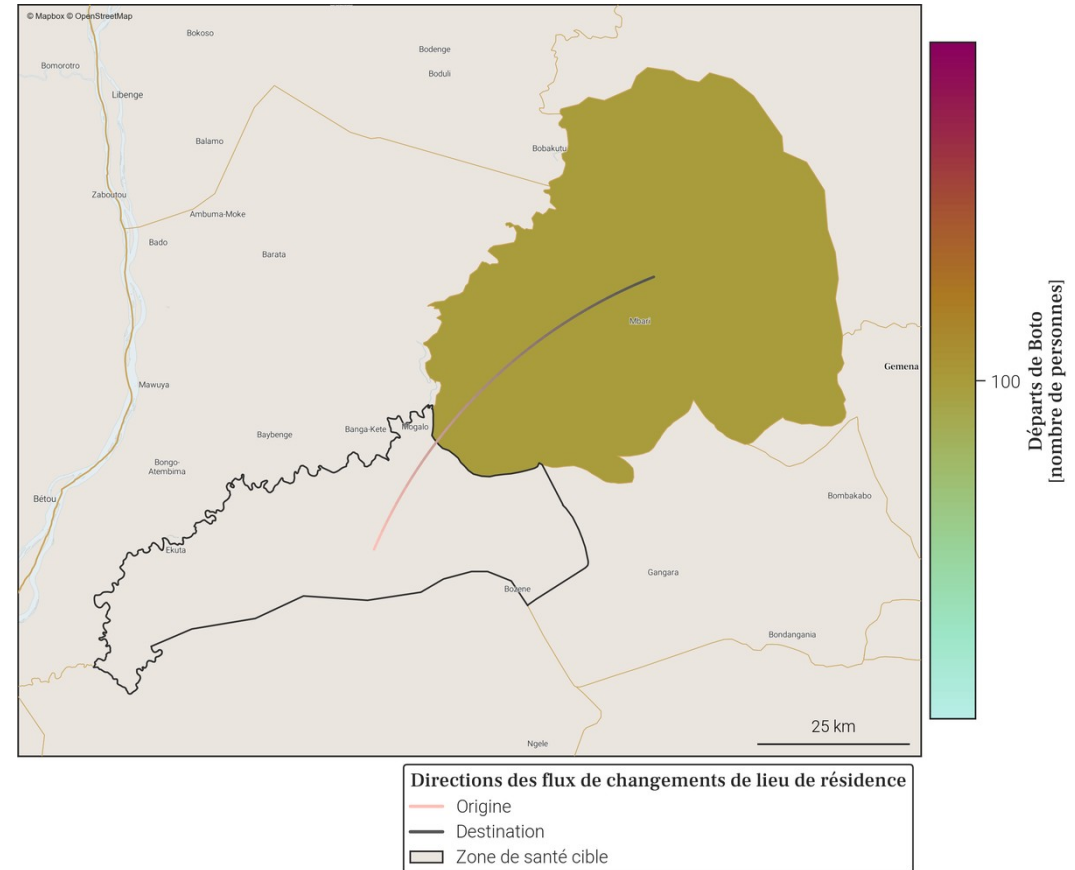 © Mapbox © OpenStreetMap
Bokoso
Bodenge
Bomorotro
Boduli
Libenge
Balamo
Bobakutu
Zaboutou
Ambuma-Moke
Bado
Barata
Mbari
Gemena
Mawuya
Banga-Kete
Mogalo
Baybenge
Bongo-
Atembima
Bétou
Bombakabo
Ekuta
Gangara
Bozene
Bondangania
Ngele
25 km
100
Départs de Boto
[nombre de personnes]
Directions des flux de changements de lieu de résidence
Origine
Destination
Zone de santé cible